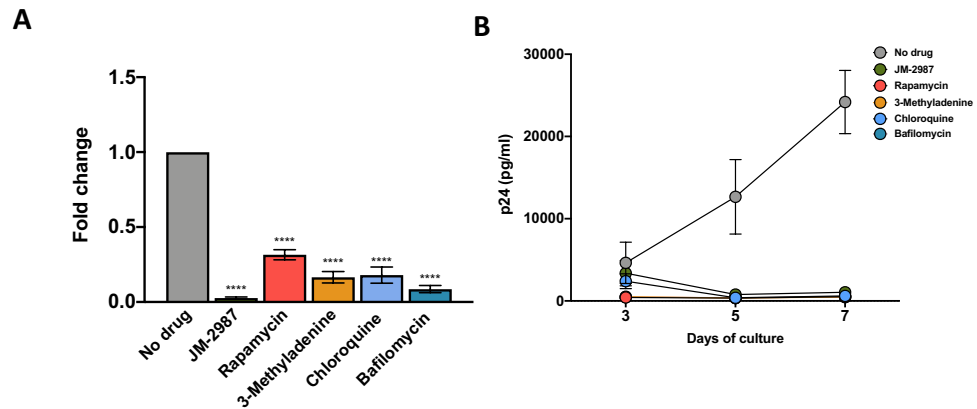 A
Fold change
1.5
1.0
0.5
0.0
****
****
****
****
****
No drug
JM-2987
Rapamycin
3-Methyladenine
Chloroquine
Bafilomycin
B
p24 (pg/ml)
30000
20000
10000
0
3
5
7
Days of culture
No drug
JM-2987
Rapamycin
3-Methyladenine
Chloroquine
Bafilomycin